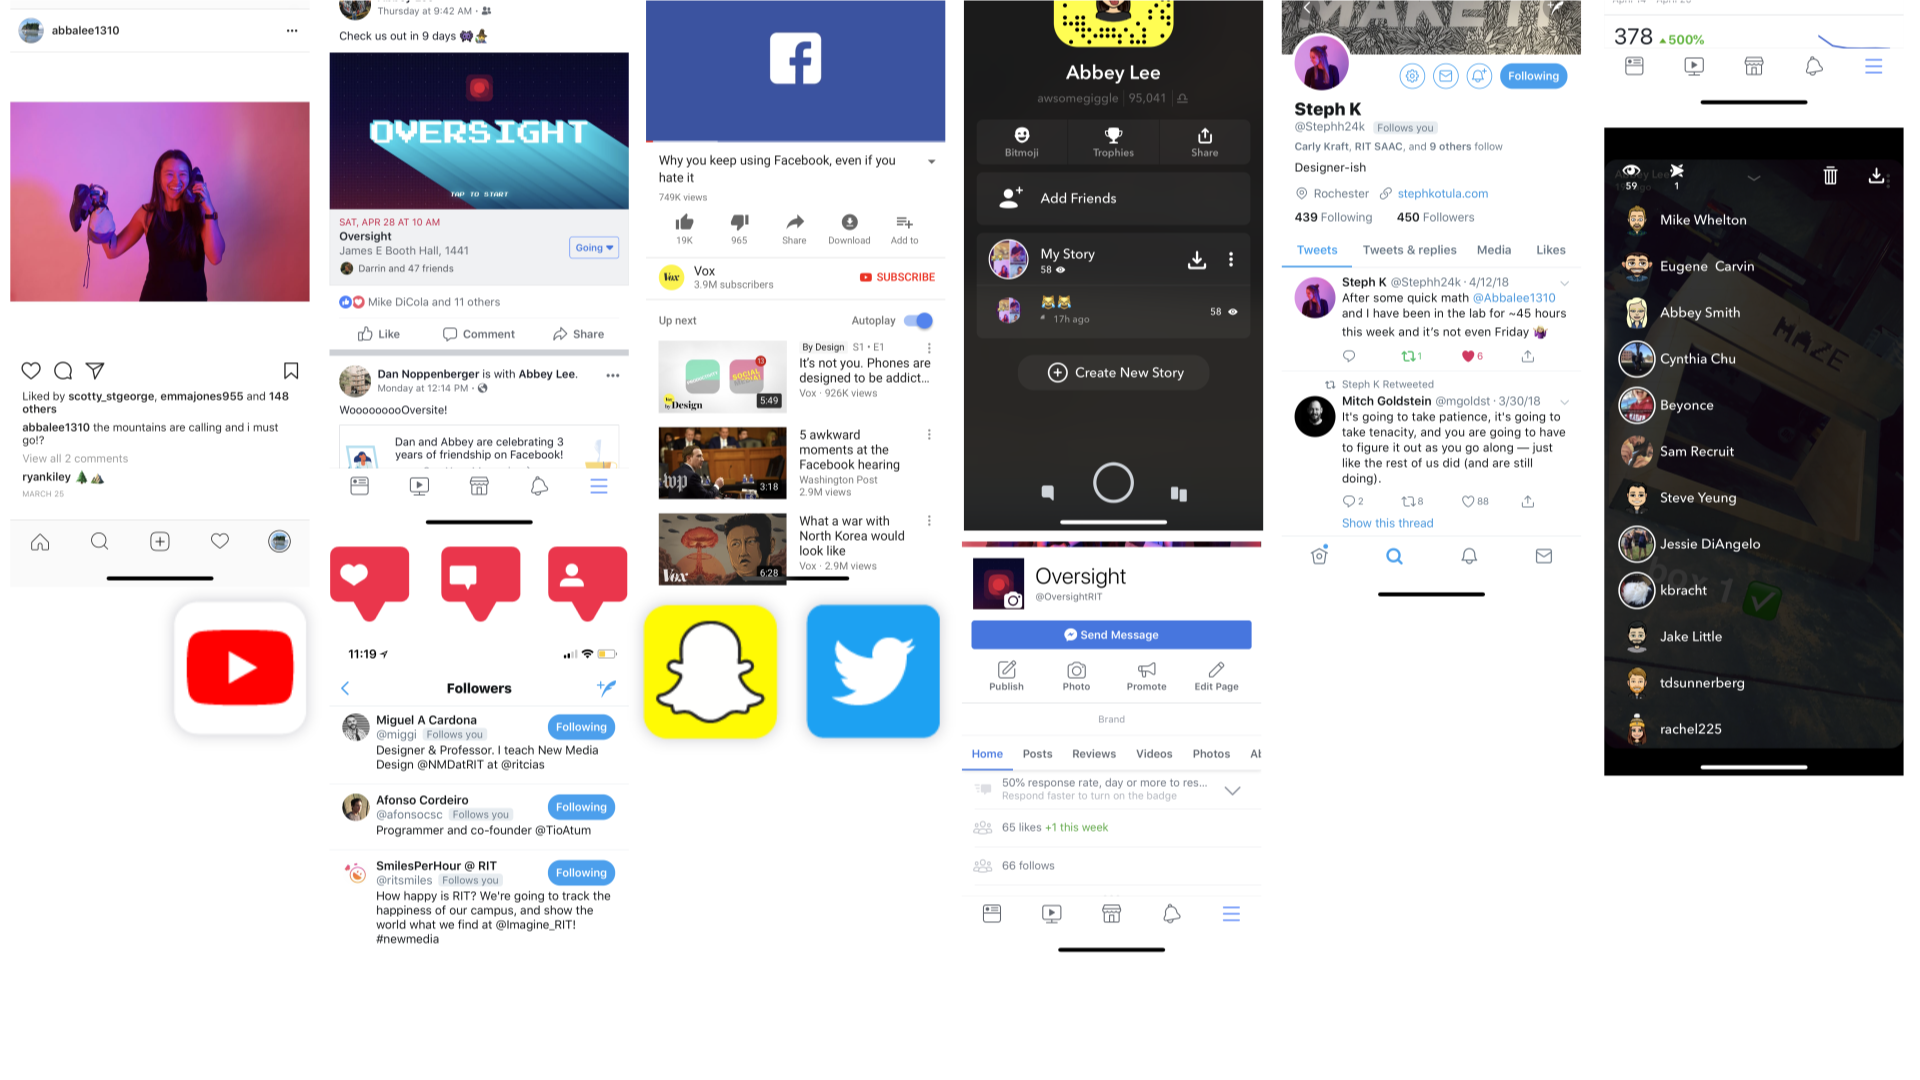 abbalee1310
Liked by scotty_stgeorge, emmajones955 and 148
others
abbalee1310 the mountains are calling and i must
go!?
View all 2 comments
ryankiley
MARCH 25
Thursday at 9:42 AM
Check us out in 9 days
OVERSIGHT
TAP TO START
SAT, APR 28 AT 10 AM
Oversight
James E Booth Hall, 1441
Going
Darrin and 47 friends
Mike DiCola and 11 others
Like
Comment
Share
Dan Noppenberger is with Abbey Lee.
Monday at 12:14 PM
WooooooooOversite!
Dan and Abbey are celebrating 3
years of friendship on Facebook!
11:19
Followers
Miguel A Cardona
@miggi Follows you
Following
Designer & Professor. I teach New Media
Design @NMDatRIT at @ritcias
Afonso Cordeiro
@afonsocsc Follows you
Following
Programmer and co-founder @TioAtum
SmilesPerHour @ RIT
@ritsmiles Follows you
Following
How happy is RIT? We're going to track the
happiness of our campus, and show the
world what we find at @Imagine_RIT!
#newmedia
Why you keep using Facebook, even if you
hate it
749K views
19K
965
Share
Download
Add to
Vox
Vox
3.9M subscribers
SUBSCRIBE
Up next
Autoplay
by Design
5:49
By Design S1 • E1
It's not you. Phones are
designed to be addict...
Vox · 926K views
wp
3:18
5 awkward
moments at the
Facebook hearing
Washington Post
2.9M views
Vox
6:28
What a war with
North Korea would
look like
Vox · 2.9M views
Abbey Lee
awsomegiggle | 95,041
Bitmoji
Trophies
Share
Add Friends
My Story
58
17h ago
58
Create New Story
Oversight
@OversightRIT
Send Message
Publish
Photo
Promote
Edit Page
Brand
Home
Posts
Reviews
Videos
Photos
50% response rate, day or more to res...
Respond faster to turn on the badge
65 likes +1 this week
66 follows
MAKE IT
Following
Steph K
@Stephh24k Follows you
Carly Kraft, RIT SAAC, and 9 others follow
Designer-ish
Rochester stephkotula.com
439 Following 450 Followers
Tweets
Tweets & replies
Media
Likes
Steph K @Stephh24k · 4/12/18
After some quick math @Abbalee1310
and I have been in the lab for ~45 hours
this week and it's not even Friday
1
6
Steph K Retweeted
Mitch Goldstein @mgoldst · 3/30/18
It's going to take patience, it's going to
take tenacity, and you are going to have
to figure it out as you go along — just
like the rest of us did (and are still
doing).
2
8
88
Show this thread
378 500%
59
1
Mike Whelton
Eugene Carvin
Abbey Smith
MAZE
Cynthia Chu
Beyonce
Sam Recruit
Steve Yeung
Jessie DiAngelo
kbracht
box 1
Jake Little
tdsunnerberg
rachel225